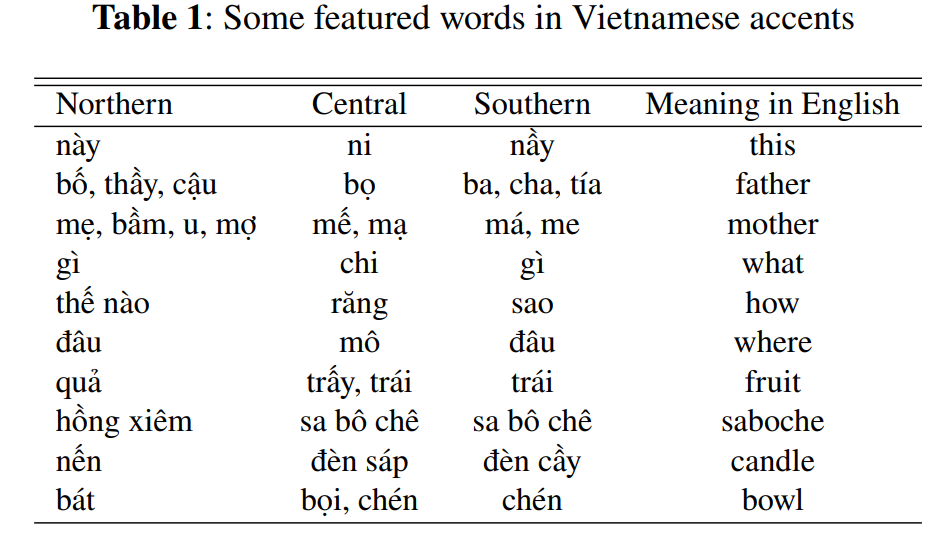 Table 1: Some featured words in Vietnamese accents
Northern Central Southern Meaning in English
này ni nầy this
bố, thầy, cậu bọ ba, cha, tía father
mẹ, bầm, u, mợ mế, mạ má, me mother
gì chi gì what
thế nào răng sao how
đâu mô đâu where
quả trấy, trái trái fruit
hồng xiêm sa bô chê sa bô chê saboche
nến đèn sáp đèn cầy candle
bát bọi, chén chén bowl